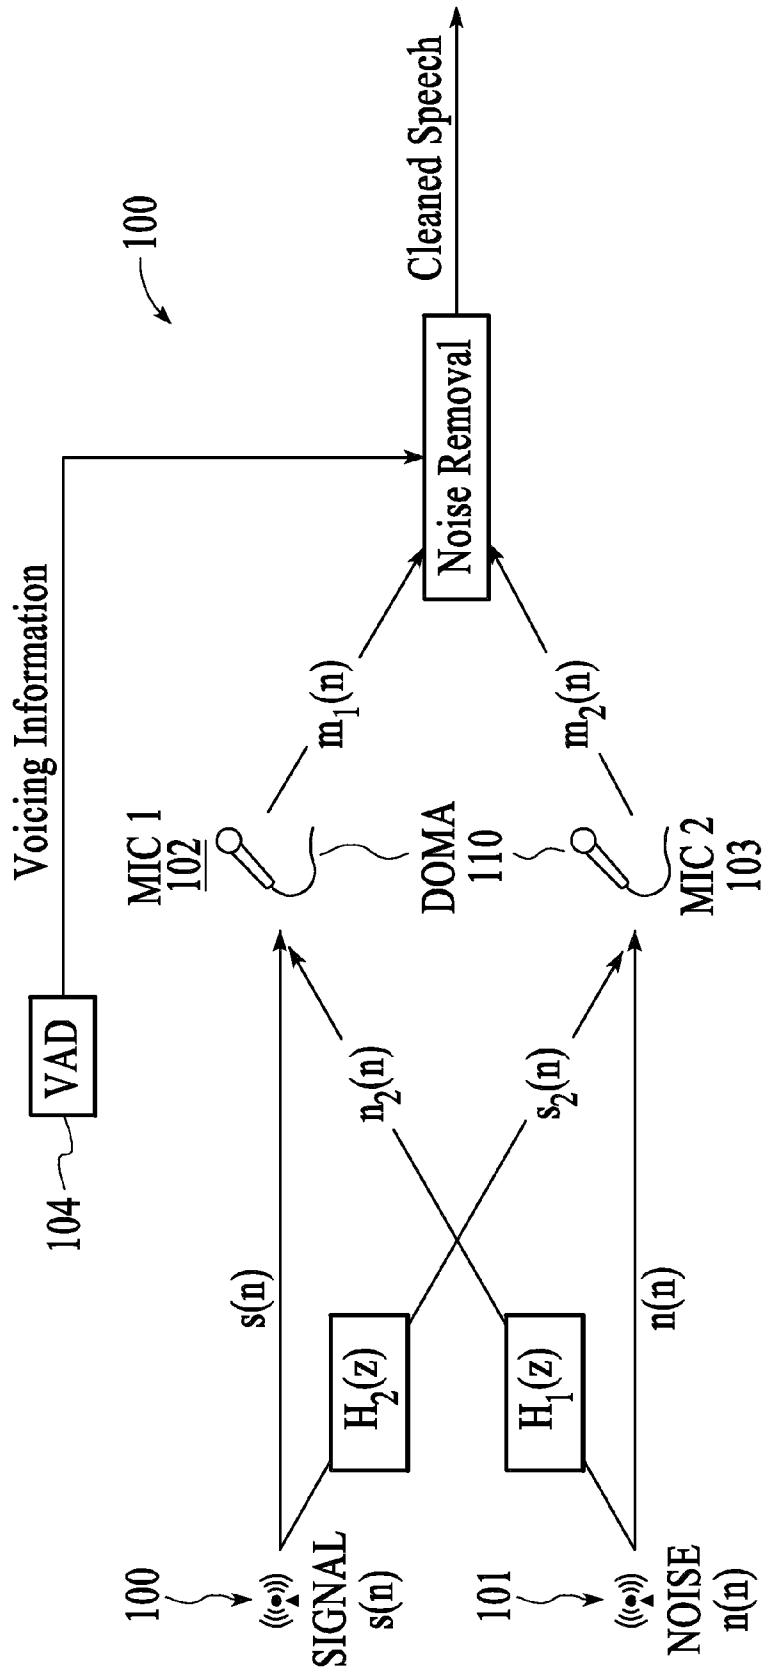 104
VAD
Voicing Information
100
100
SIGNAL
s(n)
s(n)
H₂(z)
n₂(n)
MIC 1
102
m₁(n)
DOMA
110
Noise Removal
Cleaned Speech
101
NOISE
n(n)
H₁(z)
n(n)
s₂(n)
MIC 2
103
m₂(n)